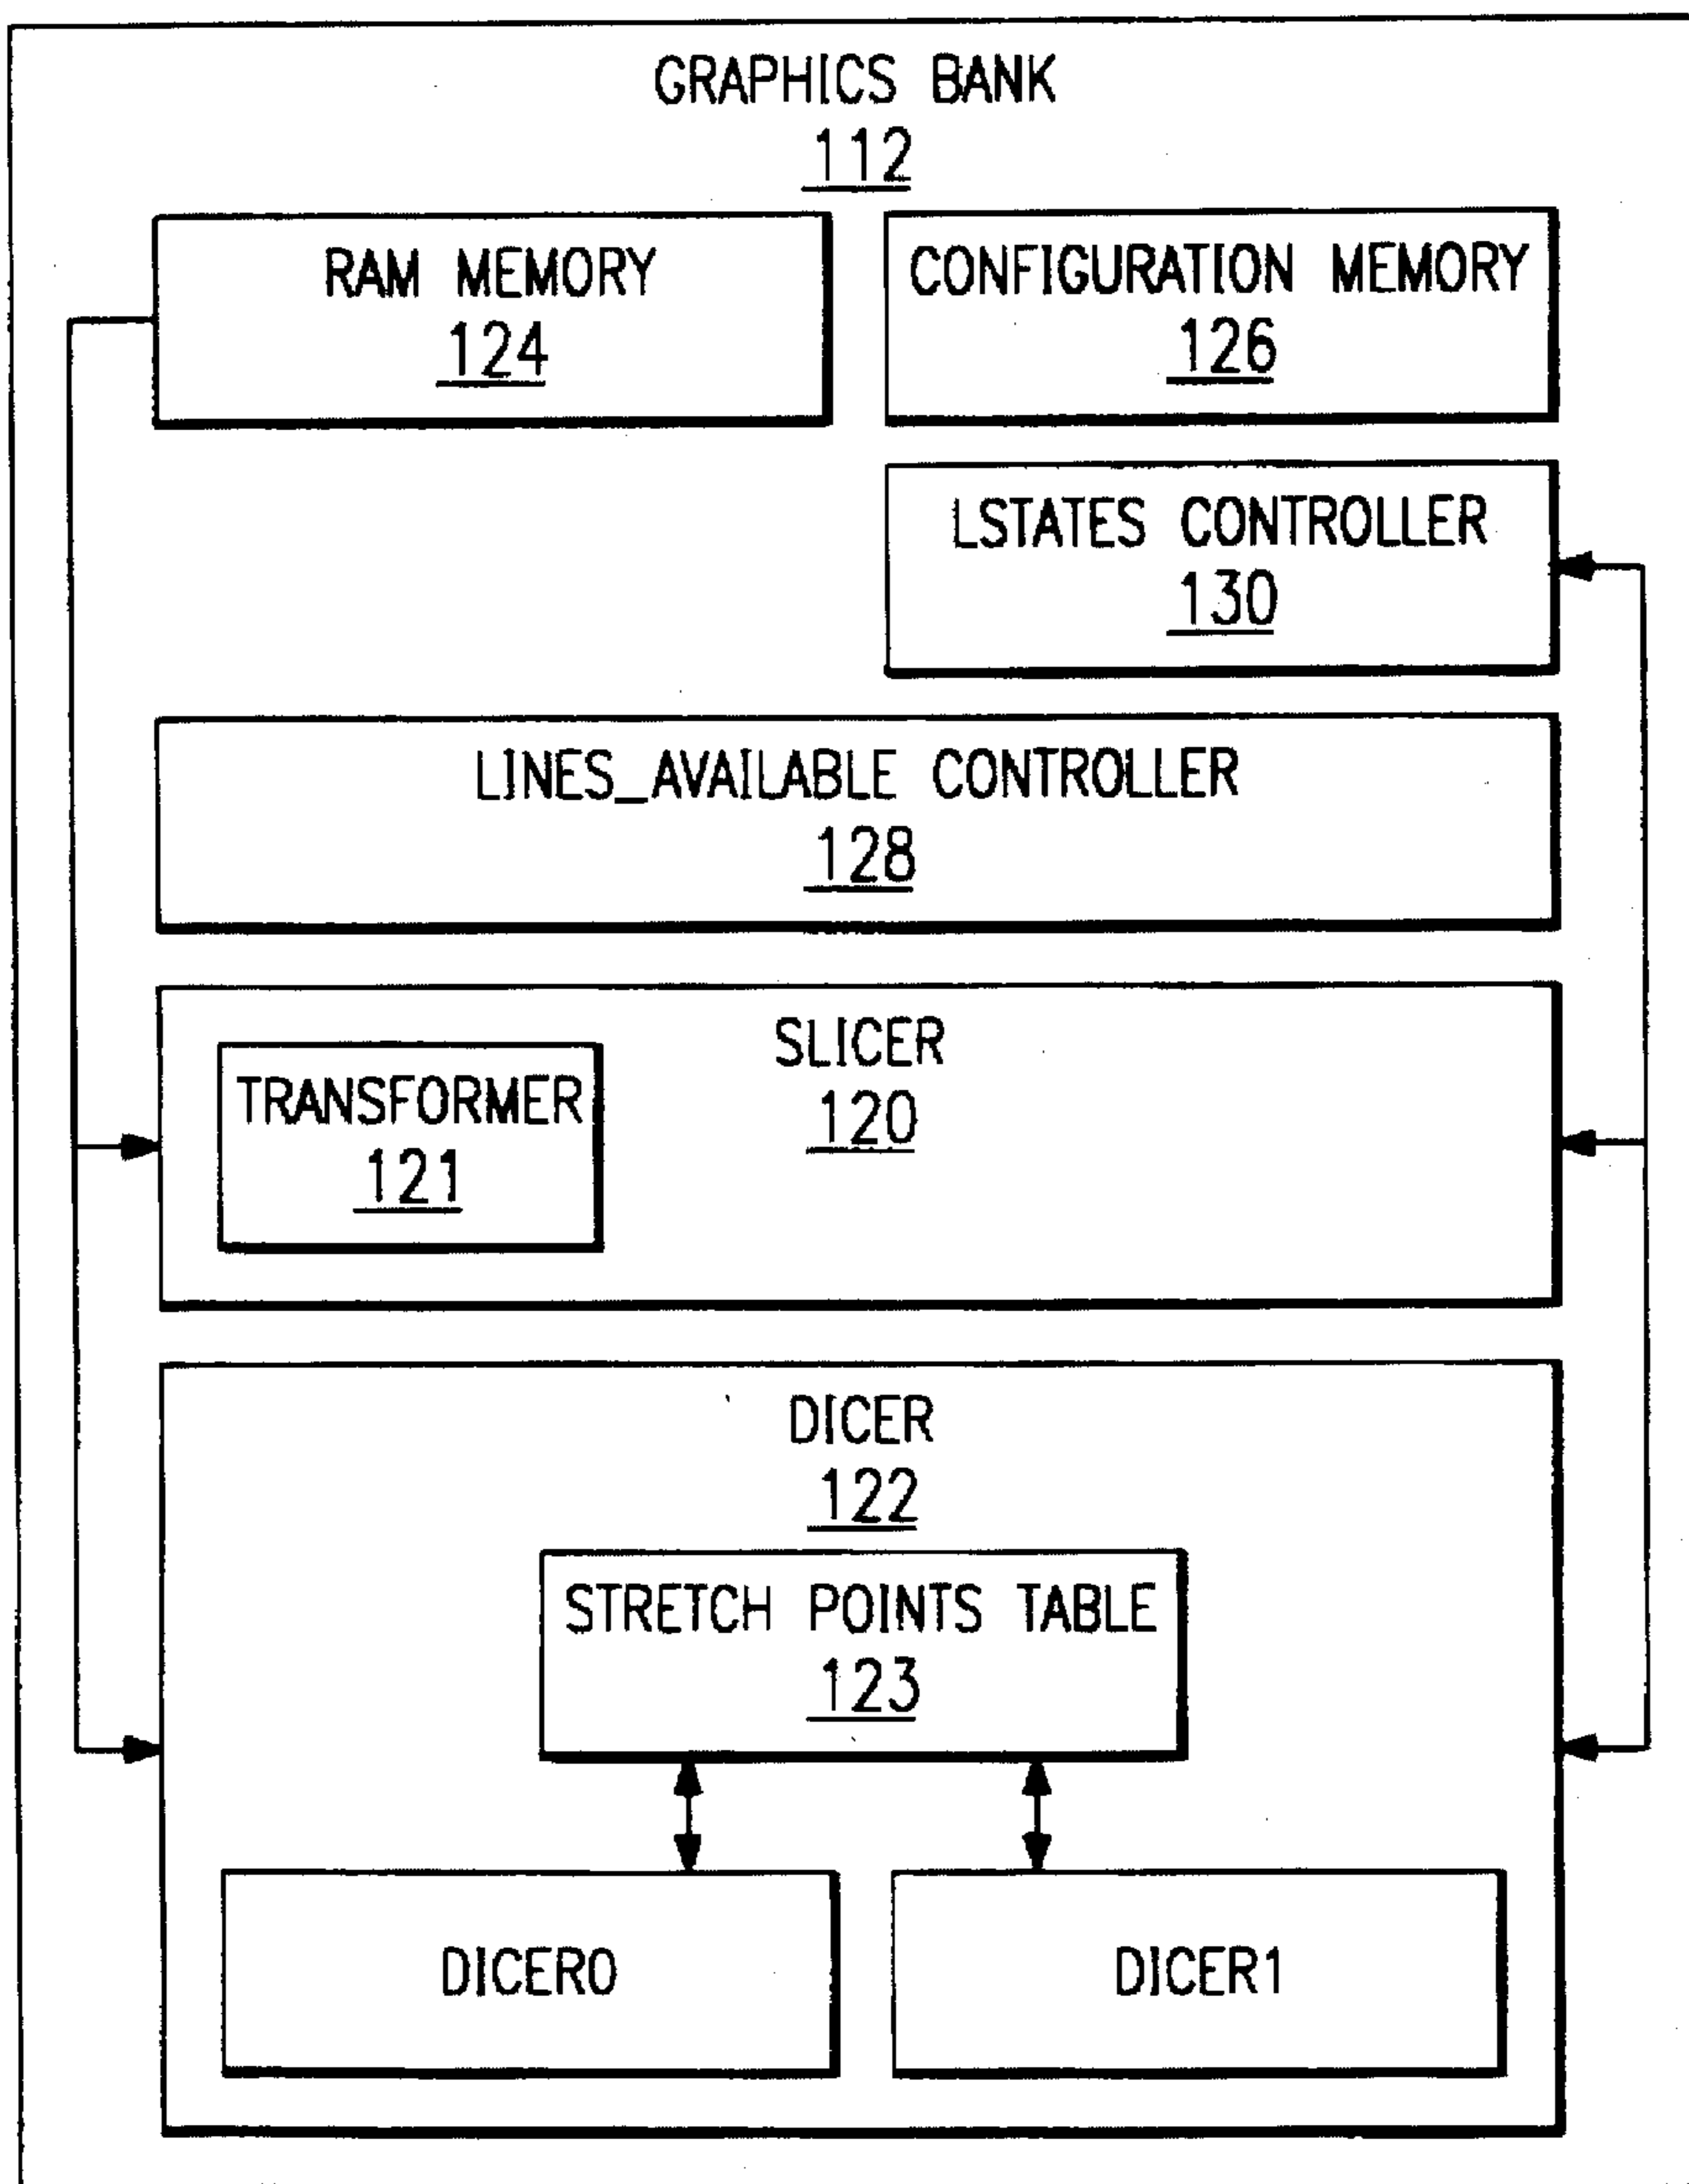 GRAPHICS BANK
112
RAM MEMORY
124
CONFIGURATION MEMORY
126
LSTATES CONTROLLER
130
LINES_AVAILABLE CONTROLLER
128
SLICER
120
TRANSFORMER
121
DICER
122
STRETCH POINTS TABLE
123
DICER0
DICER1